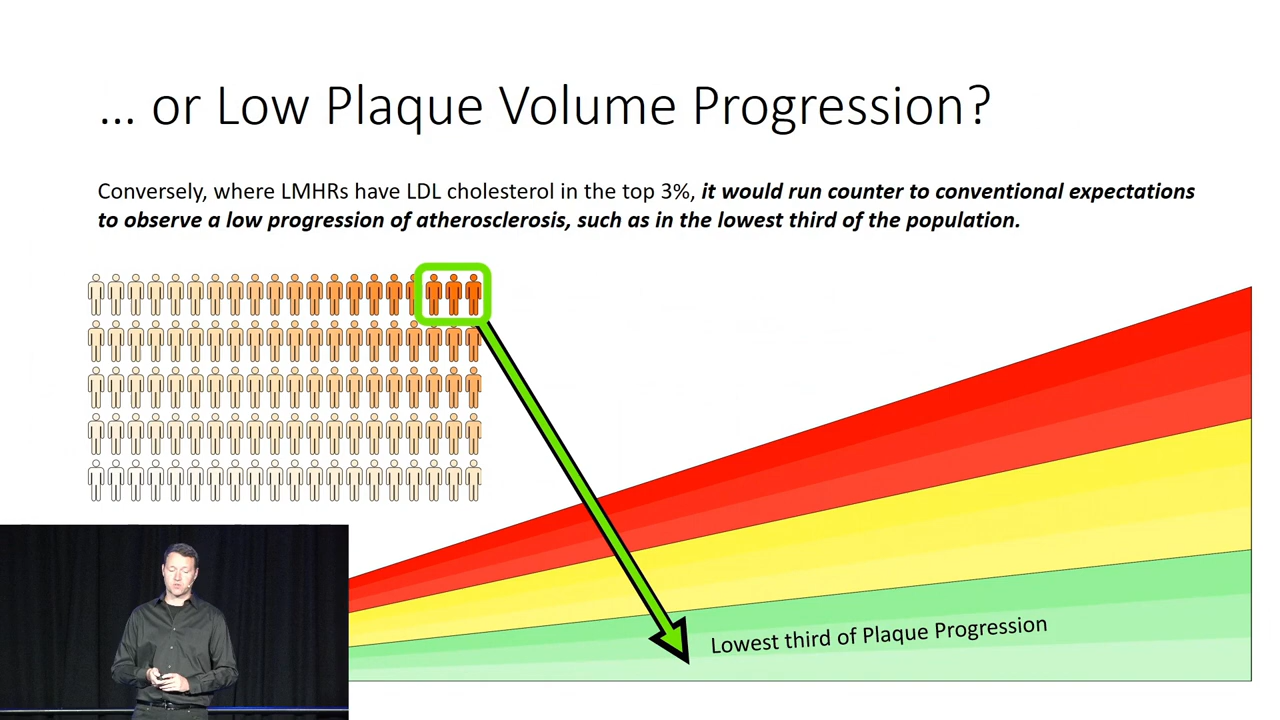 ... or Low Plaque Volume Progression?
Conversely, where LMHRs have LDL cholesterol in the top 3%, it would run counter to conventional expectations
to observe a low progression of atherosclerosis, such as in the lowest third of the population.
Lowest third of Plaque Progression